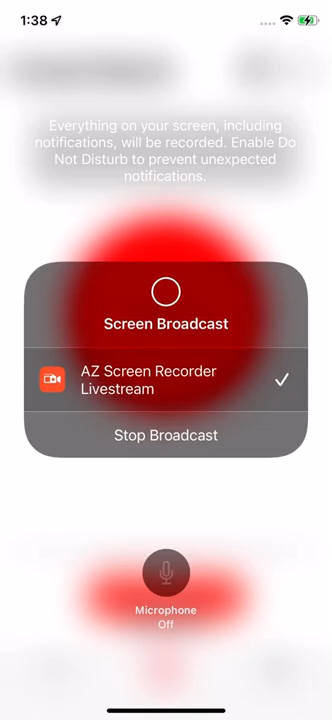 1:38
Everything on your screen, including
notifications, will be recorded. Enable Do
Not Disturb to prevent unexpected
notifications.
Screen Broadcast
AZ Screen Recorder
Livestream
Stop Broadcast
Microphone
Off